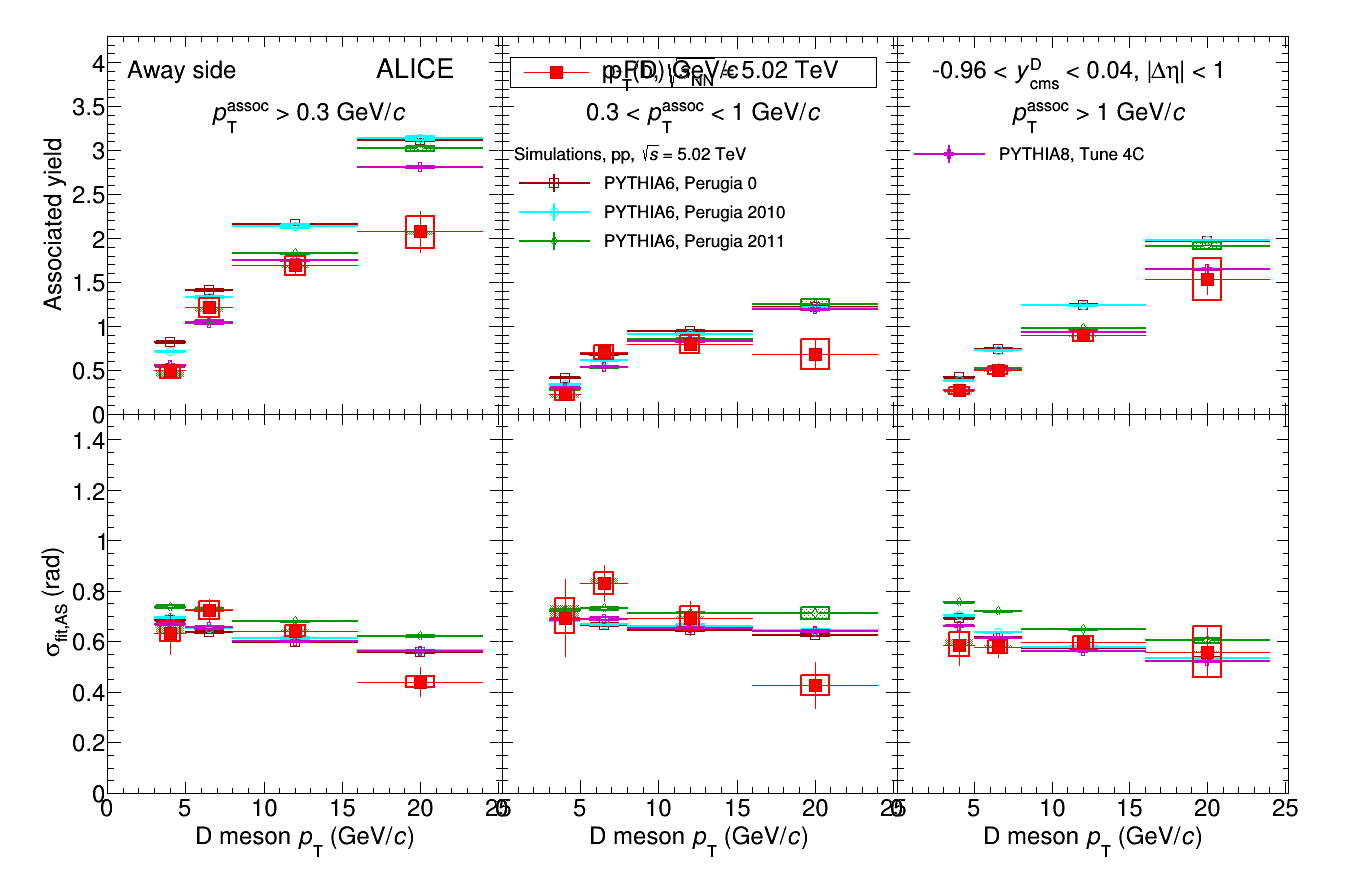 Away side ALICE
-0.96 < y^D_cms < 0.04, |Δη| < 1
p_T^assoc > 0.3 GeV/c
0.3 < p_T^assoc < 1 GeV/c
p_T^assoc > 1 GeV/c
Simulations, pp, √s = 5.02 TeV
PYTHIA6, Perugia 0
PYTHIA6, Perugia 2010
PYTHIA6, Perugia 2011
PYTHIA8, Tune 4C
Associated yield
4
3.5
3
2.5
2
1.5
1
0.5
0
σ_fit,AS (rad)
1.4
1.2
1
0.8
0.6
0.4
0.2
0
0 5 10 15 20
5 10 15 20
5 10 15 20 25
D meson p_T (GeV/c)
D meson p_T (GeV/c)
D meson p_T (GeV/c)